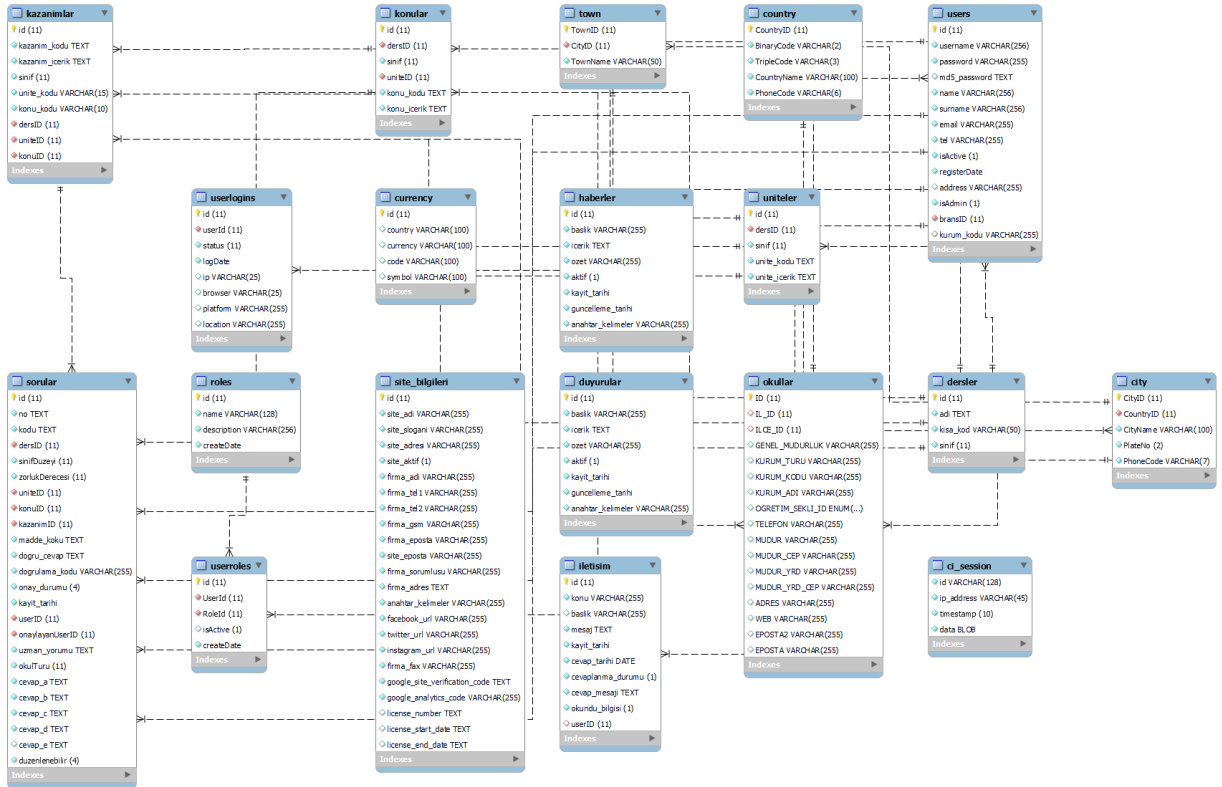 kazanimlar
id (11)
kazanim_kodu TEXT
kazanim_icerik TEXT
sinif (11)
unite_kodu VARCHAR(15)
konu_kodu VARCHAR(10)
dersID (11)
uniteID (11)
konuID (11)
Indexes
konular
id (11)
dersID (11)
sinif (11)
uniteID (11)
konu_kodu TEXT
konu_icerik TEXT
Indexes
town
TownID (11)
CityID (11)
TownName VARCHAR(50)
Indexes
country
CountryID (11)
BinaryCode VARCHAR(2)
TripleCode VARCHAR(3)
CountryName VARCHAR(100)
PhoneCode VARCHAR(6)
Indexes
users
id (11)
username VARCHAR(256)
password VARCHAR(255)
md5_password TEXT
name VARCHAR(256)
surname VARCHAR(256)
email VARCHAR(255)
tel VARCHAR(255)
isActive (1)
registerDate
address VARCHAR(255)
isAdmin (1)
bransID (11)
kurum_kodu VARCHAR(255)
Indexes
userlogins
id (11)
userId (11)
status (11)
logDate
ip VARCHAR(25)
browser VARCHAR(25)
platform VARCHAR(255)
location VARCHAR(255)
Indexes
currency
id (11)
country VARCHAR(100)
currency VARCHAR(100)
code VARCHAR(100)
symbol VARCHAR(100)
Indexes
haberler
id (11)
baslik VARCHAR(255)
icerik TEXT
ozet VARCHAR(255)
aktif (1)
kayit_tarihi
guncelleme_tarihi
anahtar_kelimeler VARCHAR(255)
Indexes
uniteler
id (11)
dersID (11)
sinif (11)
unite_kodu TEXT
unite_icerik TEXT
Indexes
sorular
id (11)
no TEXT
kodu TEXT
dersID (11)
sinifDuzeyi (11)
zorlukDerecesi (11)
uniteID (11)
konuID (11)
kazanimID (11)
madde_koku TEXT
dogru_cevap TEXT
dogrulama_kodu VARCHAR(255)
onay_durumu (4)
kayit_tarihi
userID (11)
onaylayanUserID (11)
uzman_yorumu TEXT
okulTuru (11)
cevap_a TEXT
cevap_b TEXT
cevap_c TEXT
cevap_d TEXT
cevap_e TEXT
duzenlenebilir (4)
Indexes
roles
id (11)
name VARCHAR(128)
description VARCHAR(256)
createDate
Indexes
userroles
id (11)
UserId (11)
RoleId (11)
isActive (1)
createDate
Indexes
site_bilgileri
id (11)
site_adi VARCHAR(255)
site_slogani VARCHAR(255)
site_adresi VARCHAR(255)
site_aktif (1)
firma_adi VARCHAR(255)
firma_tel1 VARCHAR(255)
firma_tel2 VARCHAR(255)
firma_gsm VARCHAR(255)
firma_eposta VARCHAR(255)
site_eposta VARCHAR(255)
firma_sorumlusu VARCHAR(255)
firma_adres TEXT
anahtar_kelimeler VARCHAR(255)
facebook_url VARCHAR(255)
twitter_url VARCHAR(255)
instagram_url VARCHAR(255)
firma_fax VARCHAR(255)
google_site_verification_code TEXT
google_analytics_code VARCHAR(255)
license_number TEXT
license_start_date TEXT
license_end_date TEXT
Indexes
duyurular
id (11)
baslik VARCHAR(255)
icerik TEXT
ozet VARCHAR(255)
aktif (1)
kayit_tarihi
guncelleme_tarihi
anahtar_kelimeler VARCHAR(255)
Indexes
iletisim
id (11)
konu VARCHAR(255)
baslik VARCHAR(255)
mesaj TEXT
kayit_tarihi
cevap_tarihi DATE
cevaplanma_durumu (1)
cevap_mesaji TEXT
okundu_bilgisi (1)
userID (11)
Indexes
okullar
ID (11)
IL_ID (11)
ILCE_ID (11)
GENEL_MUDURLUK VARCHAR(255)
KURUM_TURU VARCHAR(255)
KURUM_KODU VARCHAR(255)
KURUM_ADI VARCHAR(255)
OGRETIM_SEKLI_ID ENUM(...)
TELEFON VARCHAR(255)
MUDUR VARCHAR(255)
MUDUR_CEP VARCHAR(255)
MUDUR_YRD VARCHAR(255)
MUDUR_YRD_CEP VARCHAR(255)
ADRES VARCHAR(255)
WEB VARCHAR(255)
EPOSTA2 VARCHAR(255)
EPOSTA VARCHAR(255)
Indexes
dersler
id (11)
adi TEXT
kisa_kod VARCHAR(50)
sinif (11)
Indexes
city
CityID (11)
CountryID (11)
CityName VARCHAR(100)
PlateNo (2)
PhoneCode VARCHAR(7)
Indexes
ci_session
id VARCHAR(128)
ip_address VARCHAR(45)
timestamp (10)
data BLOB
Indexes